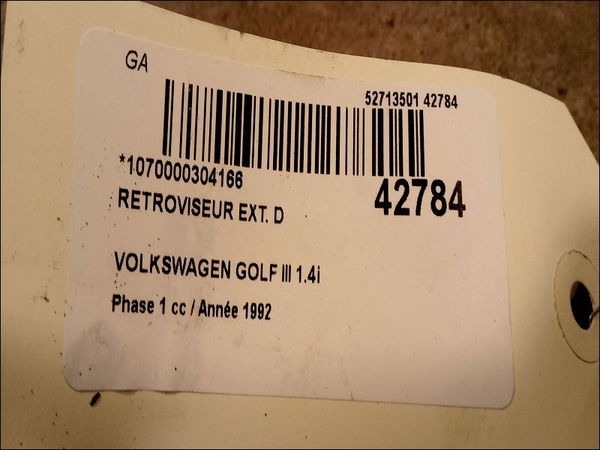 GA
52713501 42784
*1070000304166
42784
RETROVISEUR EXT. D
VOLKSWAGEN GOLF III 1.4i
Phase 1 cc / Année 1992